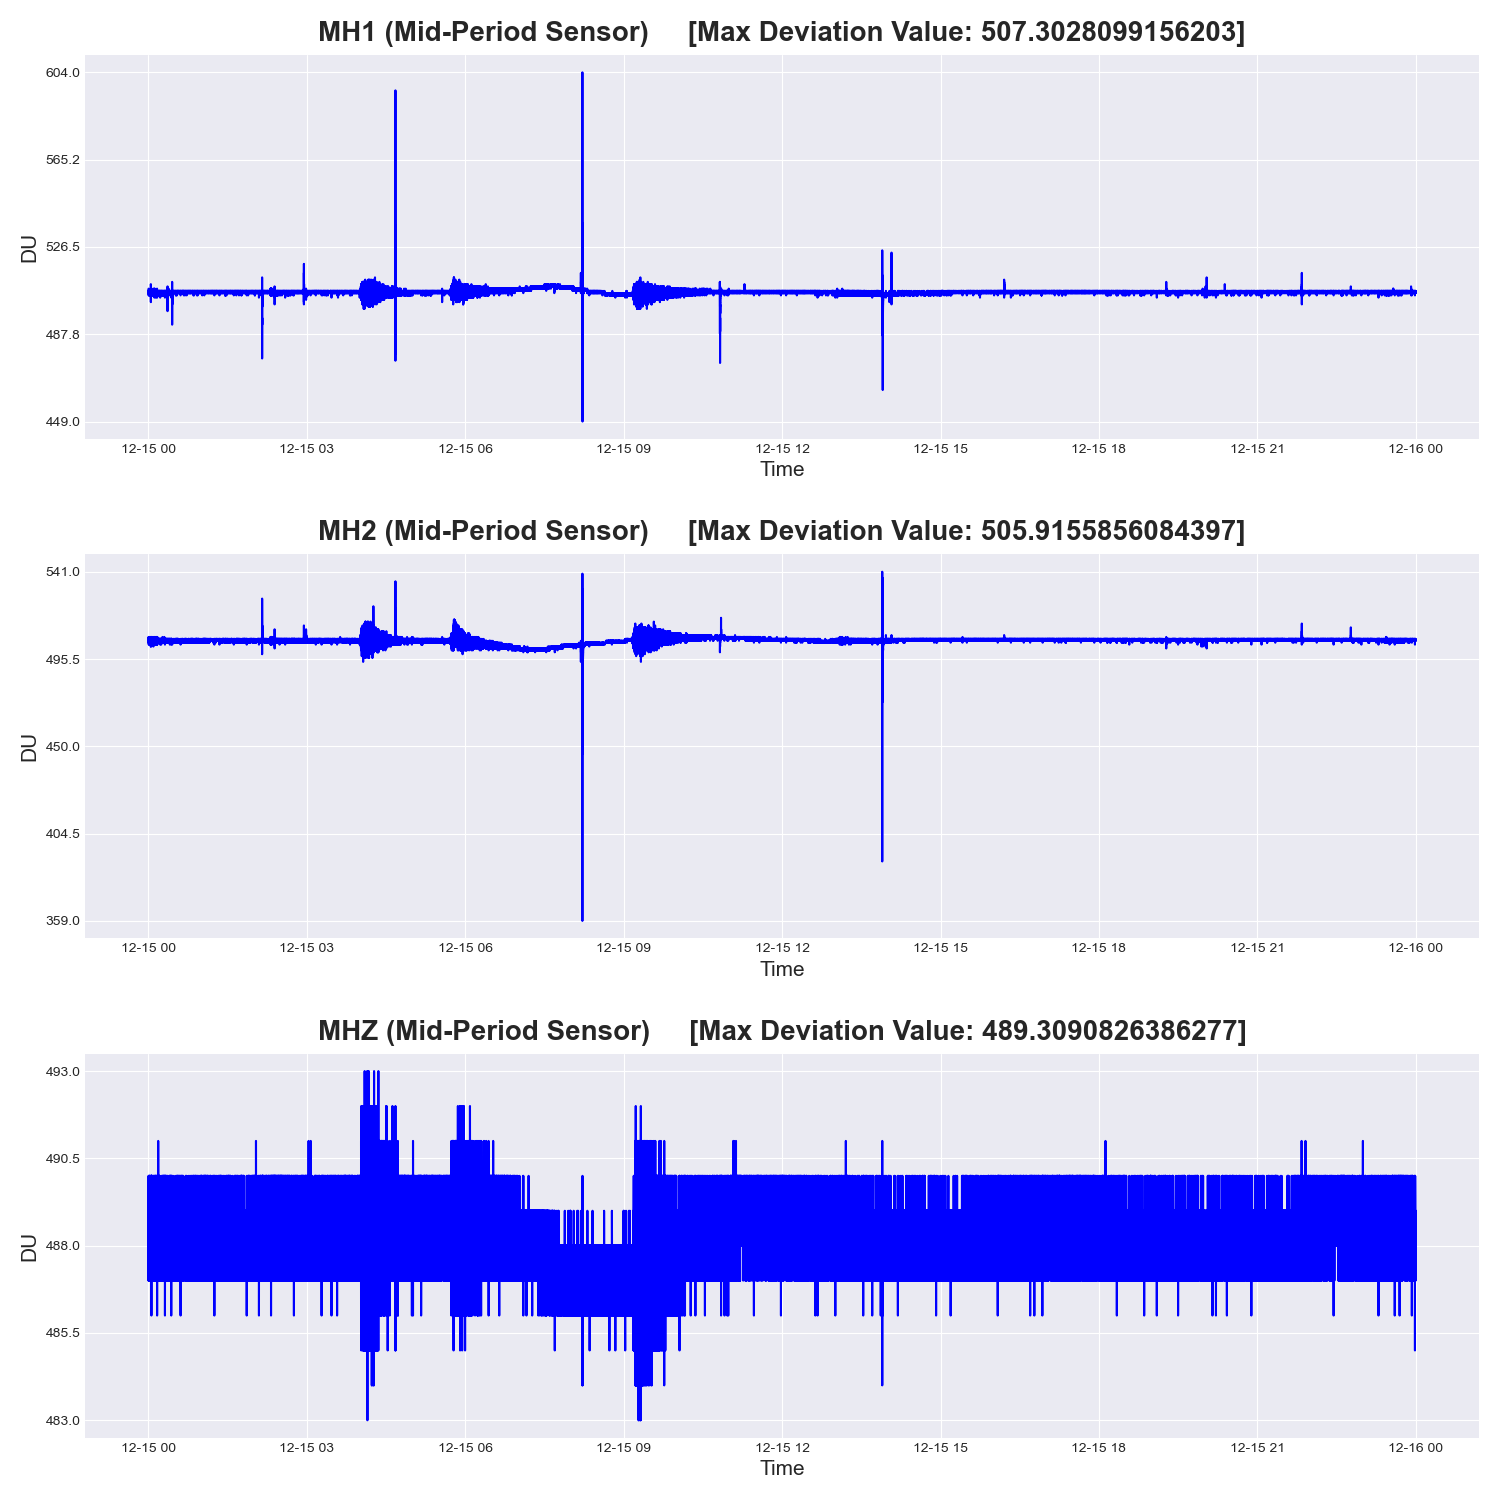 MH1 (Mid-Period Sensor) [Max Deviation Value: 507.3028099156203]
604.0
565.2
526.5
487.8
449.0
DU
12-15 00 12-15 03 12-15 06 12-15 09 12-15 12 12-15 15 12-15 18 12-15 21 12-16 00
Time
MH2 (Mid-Period Sensor) [Max Deviation Value: 505.9155856084397]
541.0
495.5
450.0
404.5
359.0
DU
12-15 00 12-15 03 12-15 06 12-15 09 12-15 12 12-15 15 12-15 18 12-15 21 12-16 00
Time
MHZ (Mid-Period Sensor) [Max Deviation Value: 489.3090826386277]
493.0
490.5
488.0
485.5
483.0
DU
12-15 00 12-15 03 12-15 06 12-15 09 12-15 12 12-15 15 12-15 18 12-15 21 12-16 00
Time